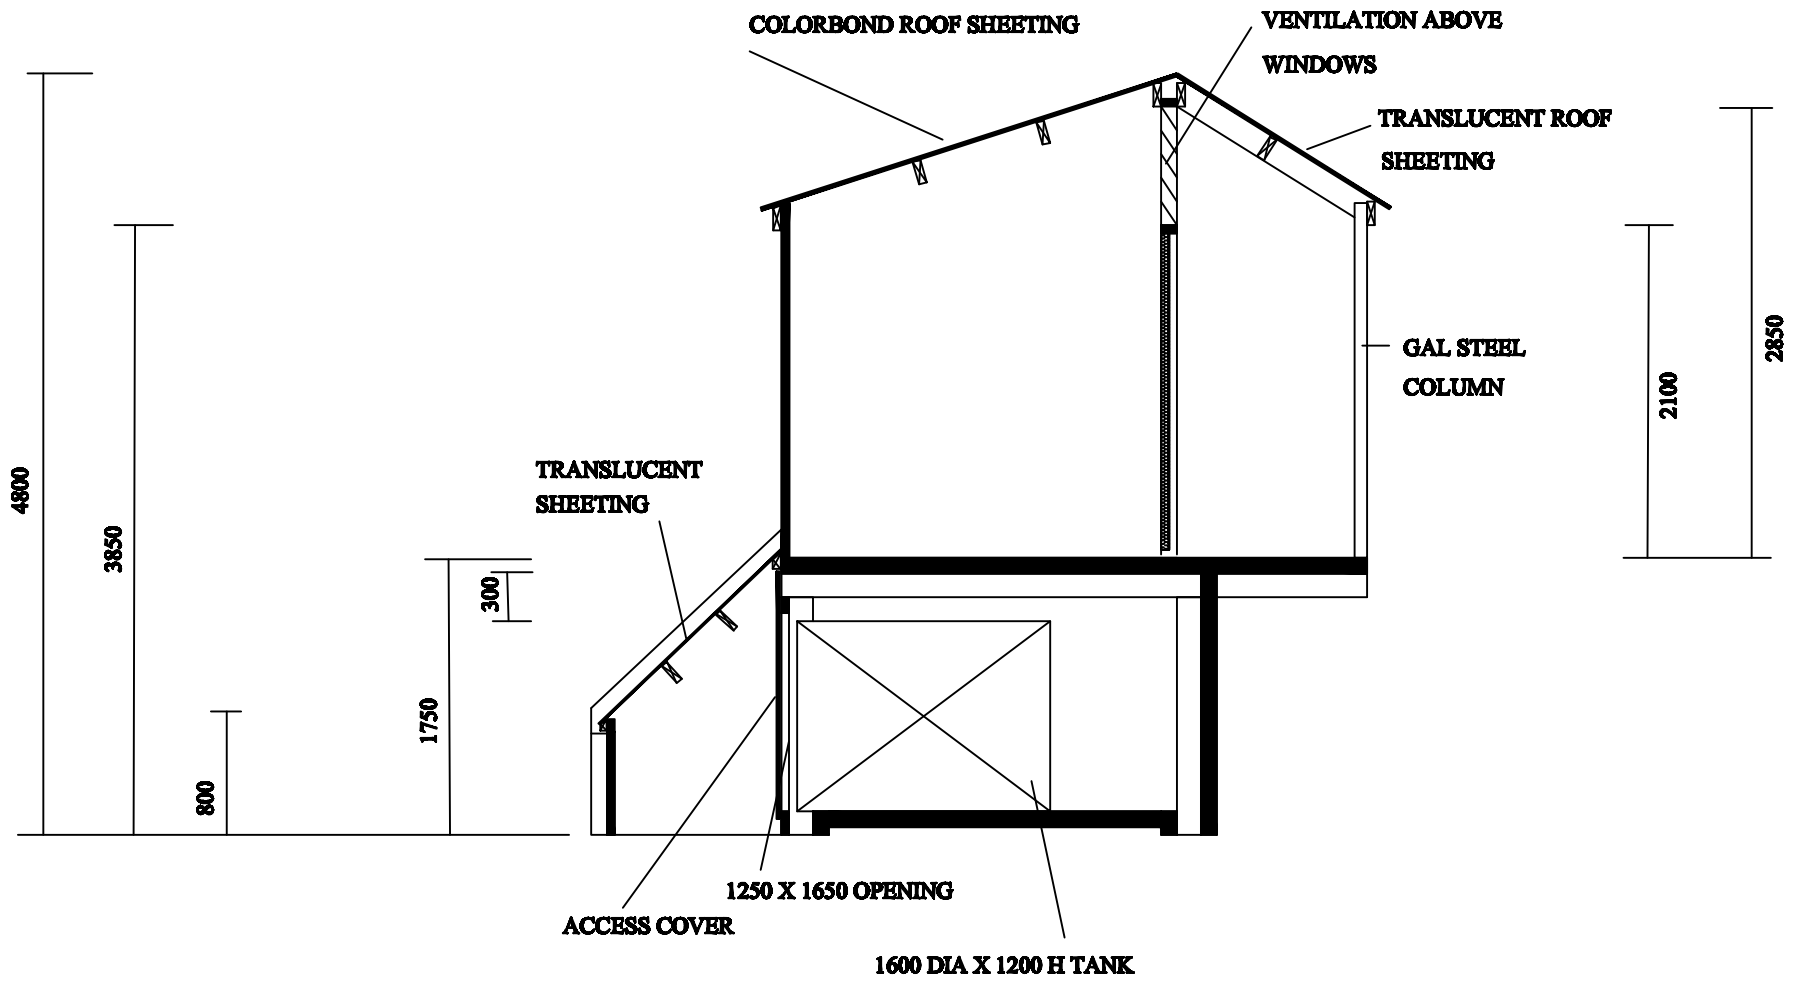 COLORBOND ROOF SHEETING
VENTILATION ABOVE
WINDOWS
TRANSLUCENT ROOF
SHEETING
GAL STEEL
COLUMN
2850
2100
4800
3850
TRANSLUCENT
SHEETING
300
1750
800
1250 X 1650 OPENING
ACCESS COVER
1600 DIA X 1200 H TANK